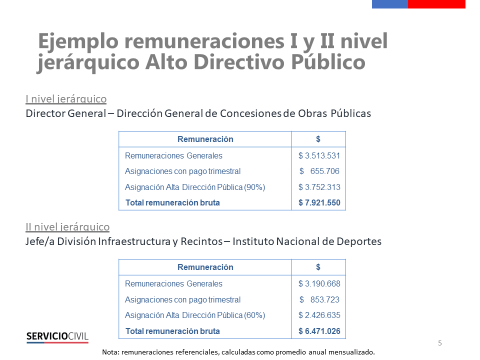 Ejemplo remuneraciones I y II nivel
jerárquico Alto Directivo Público
I nivel jerárquico
Director General – Dirección General de Concesiones de Obras Públicas
Remuneración $
Remuneraciones Generales $ 3.513.531
Asignaciones con pago trimestral $ 655.706
Asignación Alta Dirección Pública (90%) $ 3.752.313
Total remuneración bruta $ 7.921.550
II nivel jerárquico
Jefe/a División Infraestructura y Recintos – Instituto Nacional de Deportes
Remuneración $
Remuneraciones Generales $ 3.190.668
Asignaciones con pago trimestral $ 853.723
Asignación Alta Dirección Pública (60%) $ 2.426.635
Total remuneración bruta $ 6.471.026
SERVICIOCIVIL
5
Nota: remuneraciones referenciales, calculadas como promedio anual mensualizado.